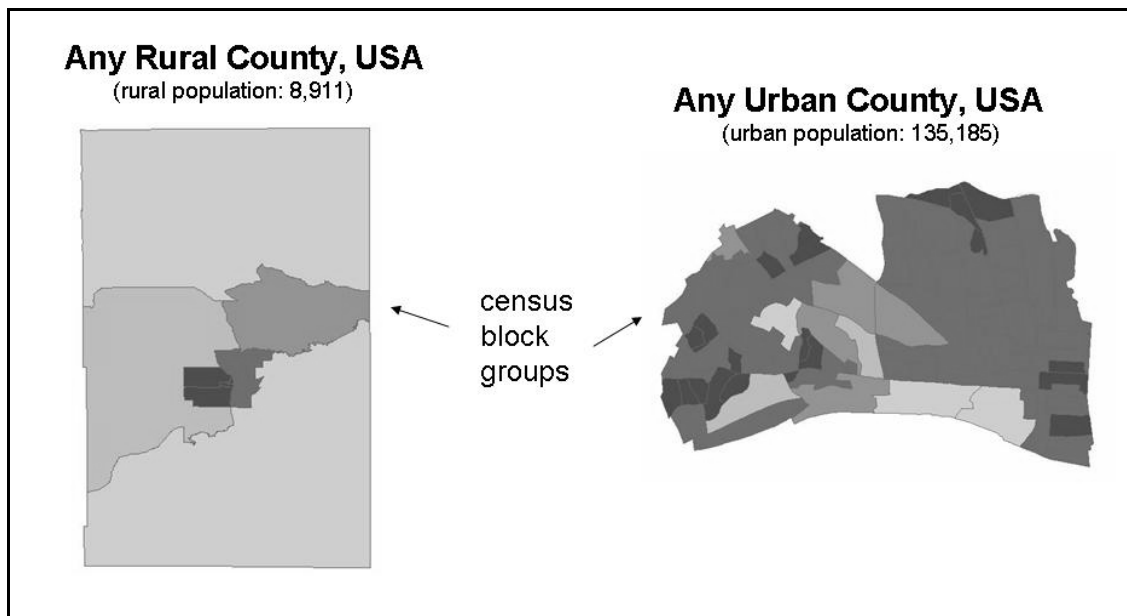 Any Rural County, USA
(rural population: 8,911)
Any Urban County, USA
(urban population: 135,185)
census
block
groups